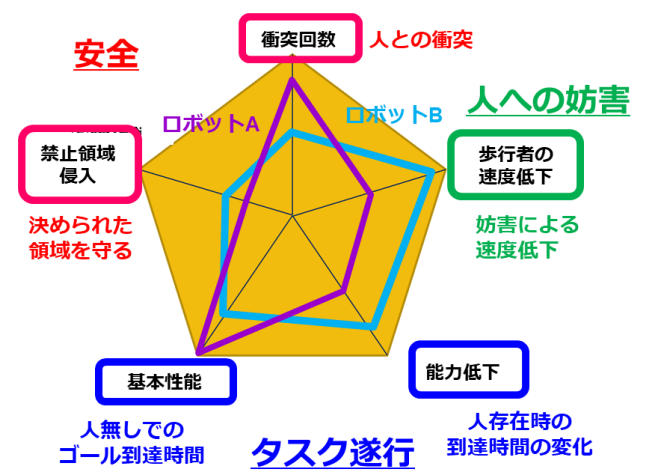 安全
衝突回数
人との衝突
人への妨害
ロボットA
ロボットB
禁止領域
侵入
歩行者の
速度低下
決められた
領域を守る
妨害による
速度低下
基本性能
能力低下
人無しでの
ゴール到達時間
タスク遂行
人存在時の
到達時間の変化